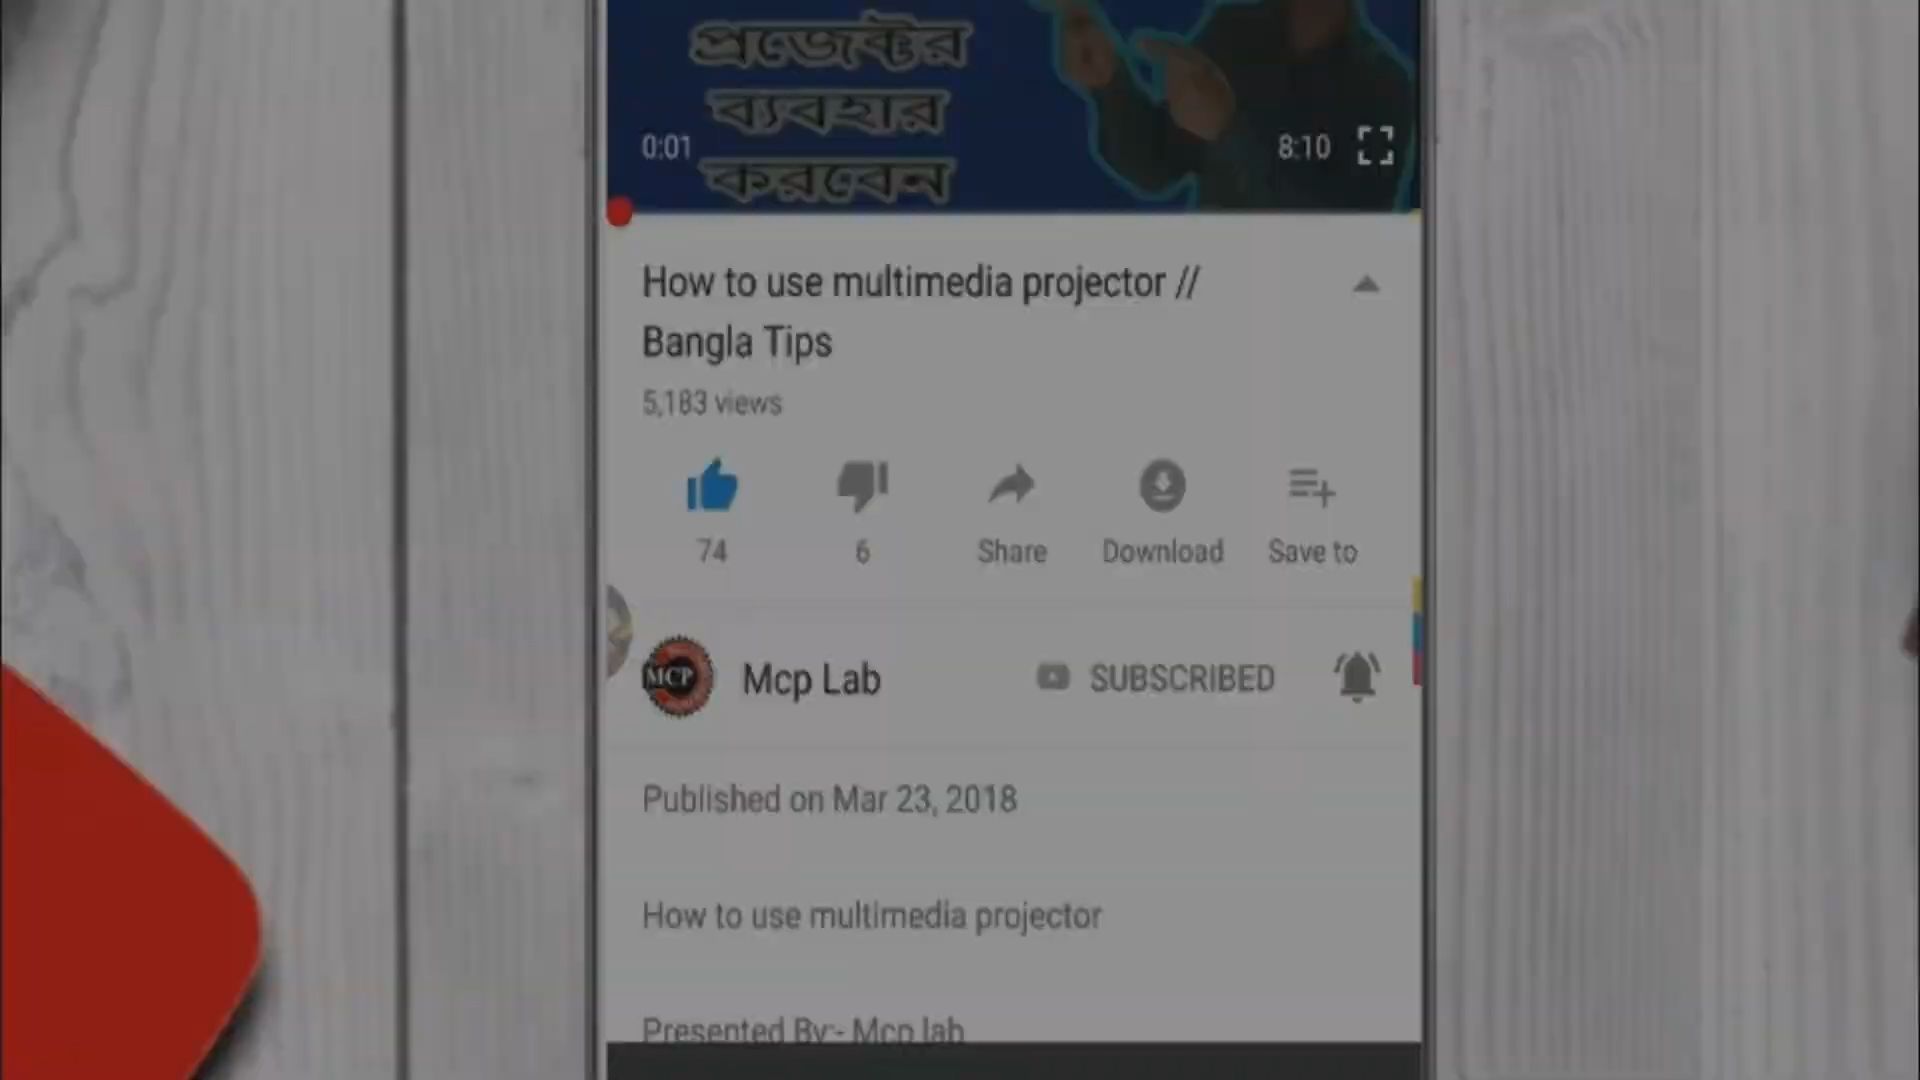 প্রজেক্টর
ব্যবহার
0:01
8:10
করবেন
How to use multimedia projector //
Bangla Tips
5,183 views
74
6
Share
Download
Save to
MCP
Mcp Lab
SUBSCRIBED
Published on Mar 23, 2018
How to use multimedia projector
Presented By:- Mcp lab